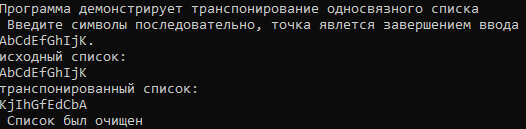 Программа демонстрирует транспонирование односвязного списка
Введите символы последовательно, точка явлется завершением ввода
AbCdEfGhIjK.
исходный список:
AbCdEfGhIjK
транспонированный список:
KjIhGfEdCbA
Список был очищен